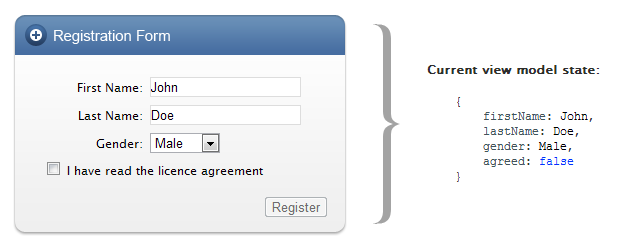 Registration Form
First Name: John
Last Name: Doe
Gender: Male
I have read the licence agreement
Register
Current view model state:
{
firstName: John,
lastName: Doe,
gender: Male,
agreed: false
}